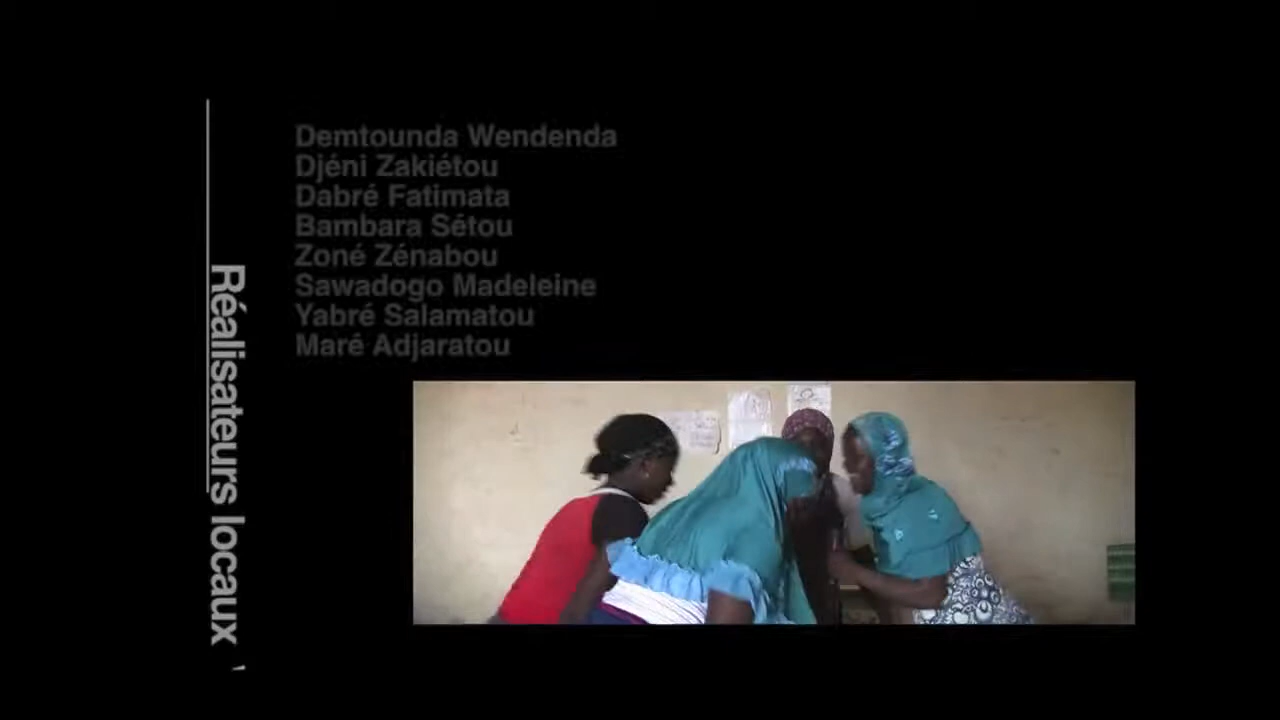 Réalisateurs locaux
Demtounda Wendenda
Djéni Zakiétou
Dabré Fatimata
Bambara Sétou
Zoné Zénabou
Sawadogo Madeleine
Yabré Salamatou
Maré Adjaratou